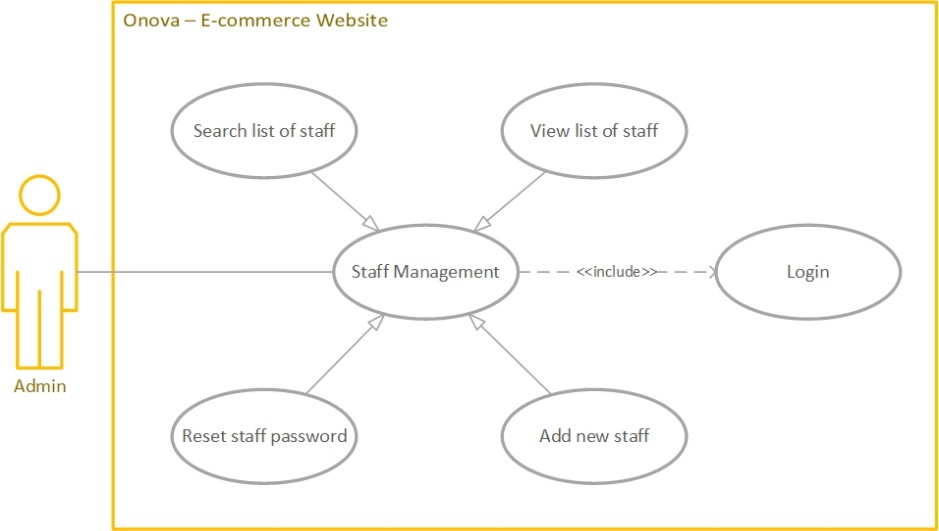 Onova – E-commerce Website
Search list of staff
View list of staff
Staff Management
<<include>>
Login
Admin
Reset staff password
Add new staff